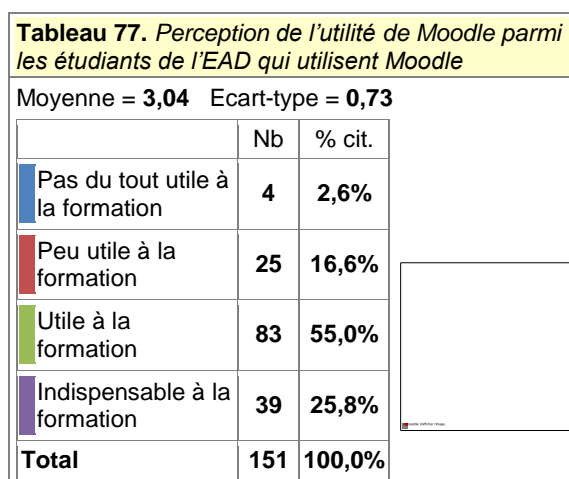 Tableau 77. Perception de l'utilité de Moodle parmi
les étudiants de l'EAD qui utilisent Moodle
Moyenne = 3,04 Ecart-type = 0,73
Nb % cit.
Pas du tout utile à
la formation 4 2,6%
Peu utile à la
formation 25 16,6%
Utile à la
formation 83 55,0%
Indispensable à la
formation 39 25,8%
Total 151 100,0%